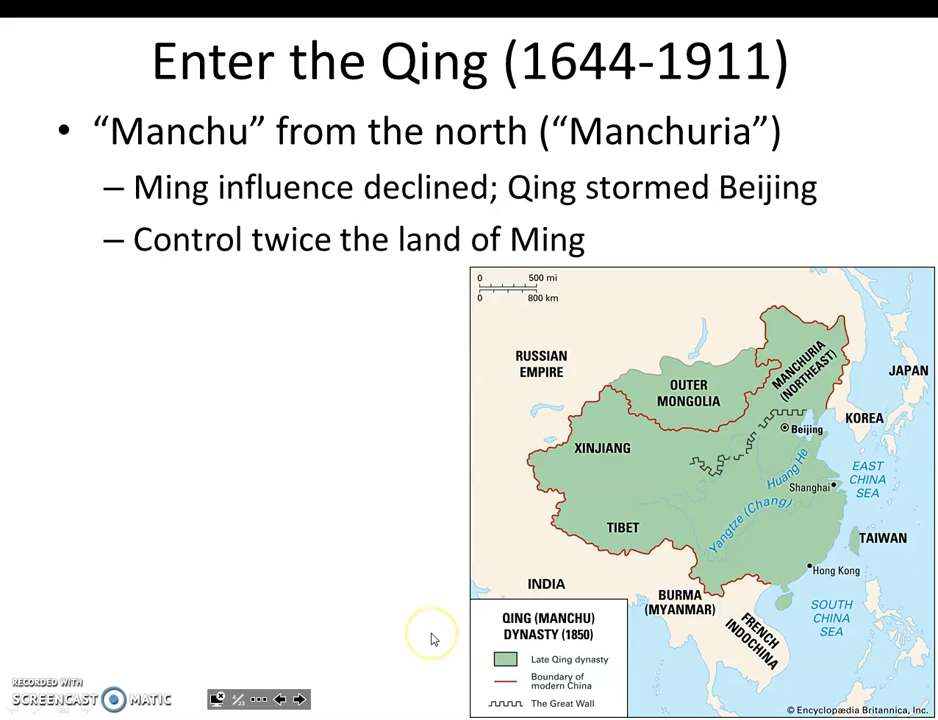 Enter the Qing (1644-1911)
• “Manchu” from the north (“Manchuria”)
– Ming influence declined; Qing stormed Beijing
– Control twice the land of Ming
0 500 mi
0 800 km
RUSSIAN
EMPIRE
OUTER
MONGOLIA
MANCHURIA
(NORTHEAST)
JAPAN
KOREA
Beijing
XINJIANG
Huang He
EAST
CHINA
SEA
Shanghai
Yangtze (Chang)
TIBET
TAIWAN
Hong Kong
INDIA
BURMA
(MYANMAR)
FRENCH
INDOCHINA
SOUTH
CHINA
SEA
QING (MANCHU)
DYNASTY (1850)
Late Qing dynasty
Boundary of
modern China
The Great Wall
© Encyclopædia Britannica, Inc.
RECORDED WITH
SCREENCAST MATIC
4/23